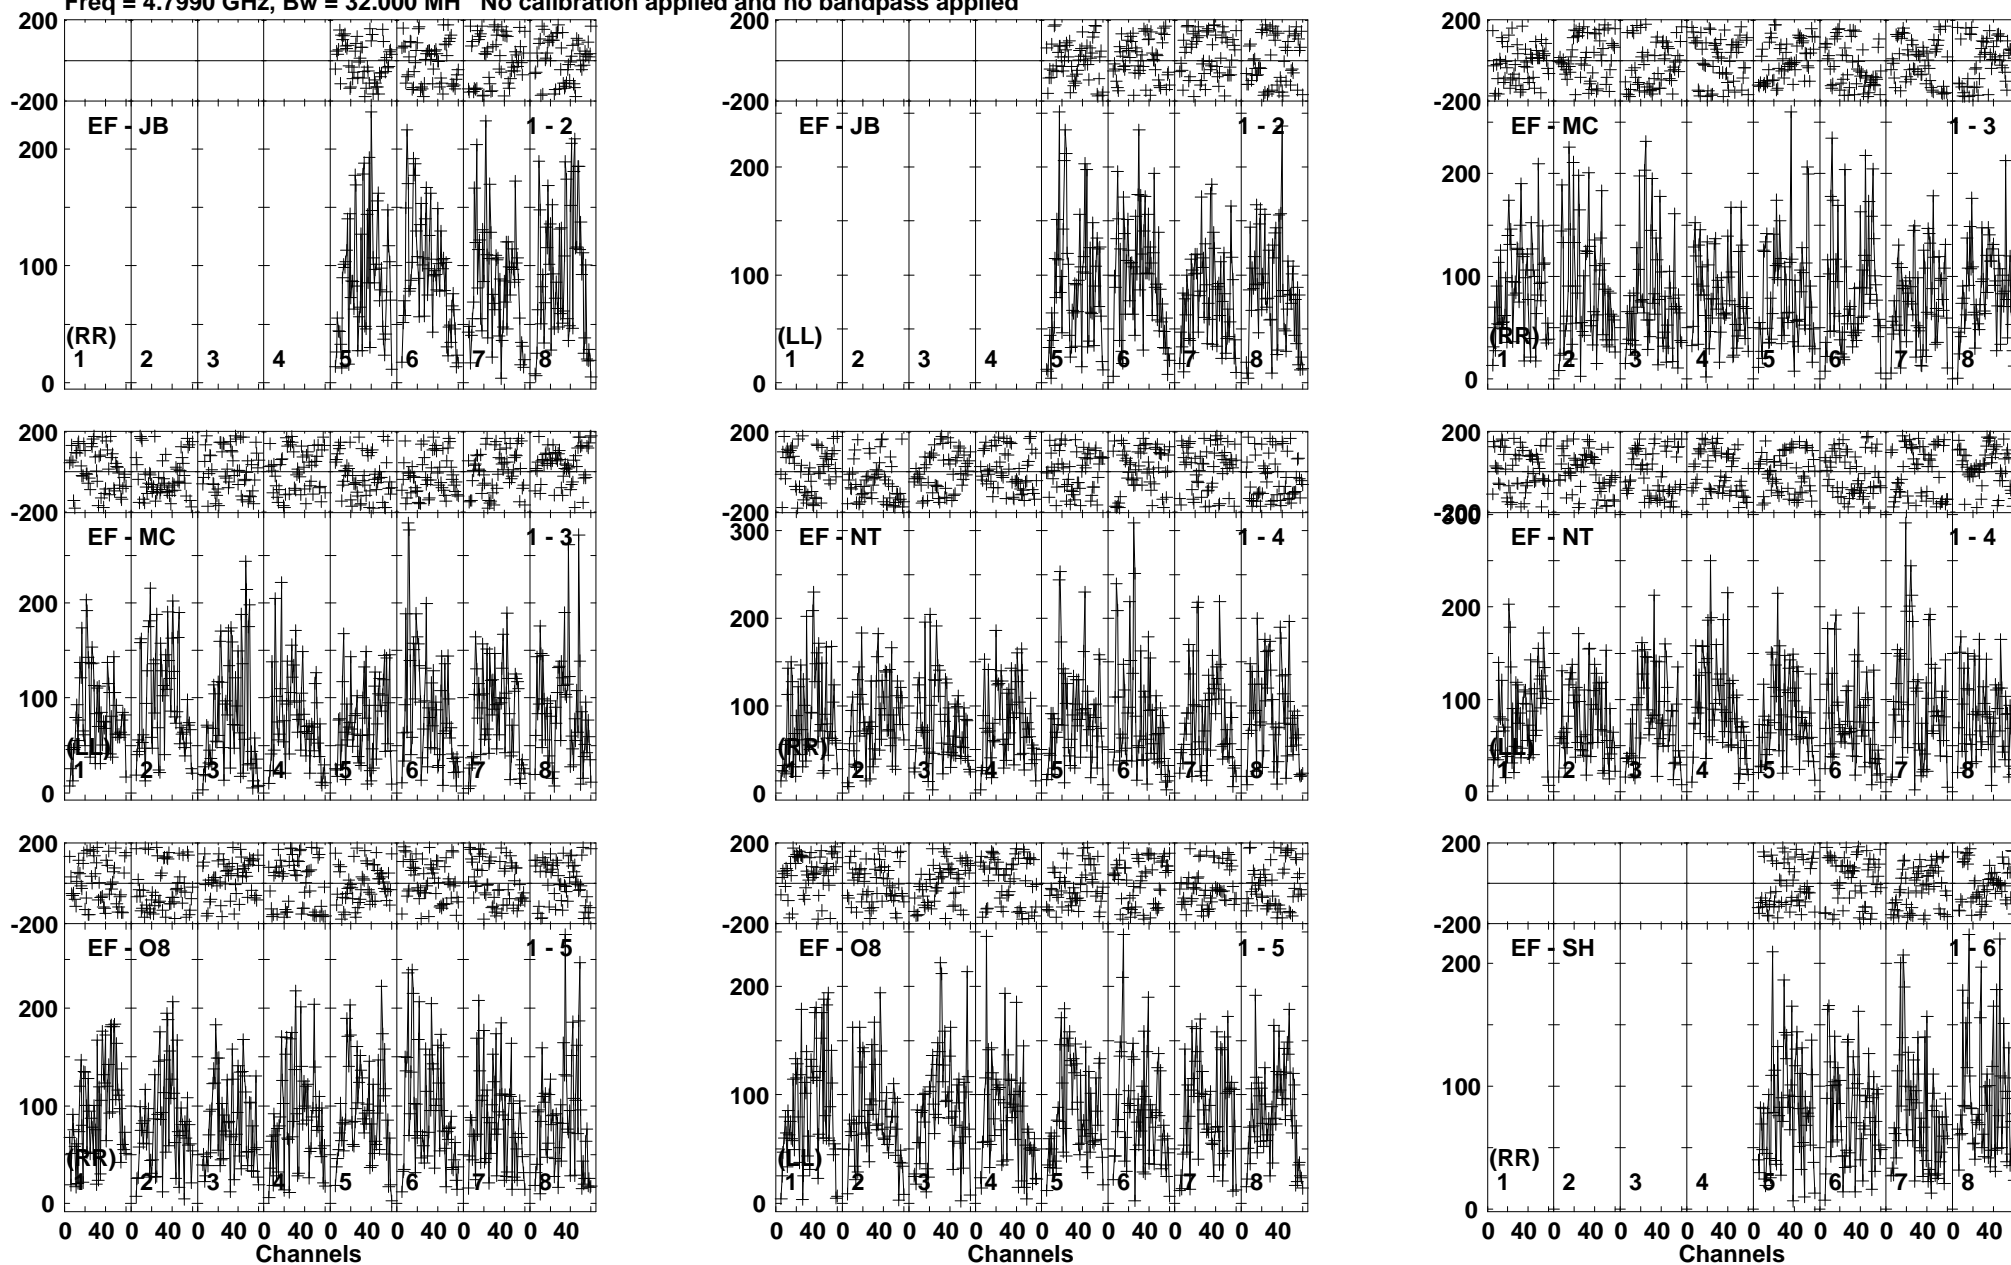 Freq = 4.7990 GHz, Bw = 32.000 MH   No calibration applied and no bandpass applied
200 200 200
-200 -200 -200
EF - JB 1 - 2 EF - JB 1 - 2 EF - MC 1 - 3
200 200 200
100 100 100
(RR) (LL) (RR)
1 2 3 4 5 6 7 8 1 2 3 4 5 6 7 8 1 2 3 4 5 6 7 8
0 0 0
200 200 200
-200 -200 -200
300 300
EF - MC 1 - 3 EF - NT 1 - 4 EF - NT 1 - 4
200 200 200
100 100 100
(LL) (RR) (LL)
1 2 3 4 5 6 7 8 1 2 3 4 5 6 7 8 1 2 3 4 5 6 7 8
0 0 0
200 200 200
-200 -200 -200
EF - O8 1 - 5 EF - O8 1 - 5 EF - SH 1 - 6
200 200 200
100 100 100
(RR) (LL) (RR)
1 2 3 4 5 6 7 8 1 2 3 4 5 6 7 8 1 2 3 4 5 6 7 8
0 0 0
0 40 0 40 0 40 0 40 0 40 0 40 0 40 0 40 0 40 0 40 0 40 0 40 0 40 0 40 0 40 0 40 0 40 0 40 0 40 0 40 0 40 0 40 0 40 0 40
Channels Channels Channels